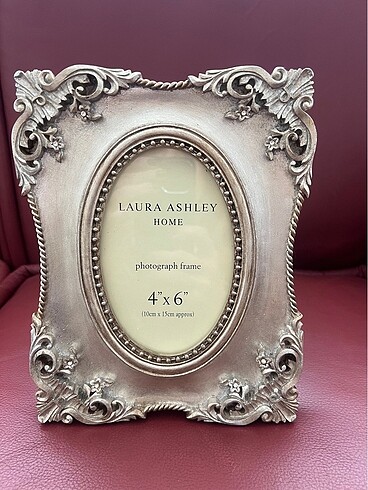 LAURA ASHLEY
HOME
photograph frame
4"x 6"
(10cm x 15cm approx)